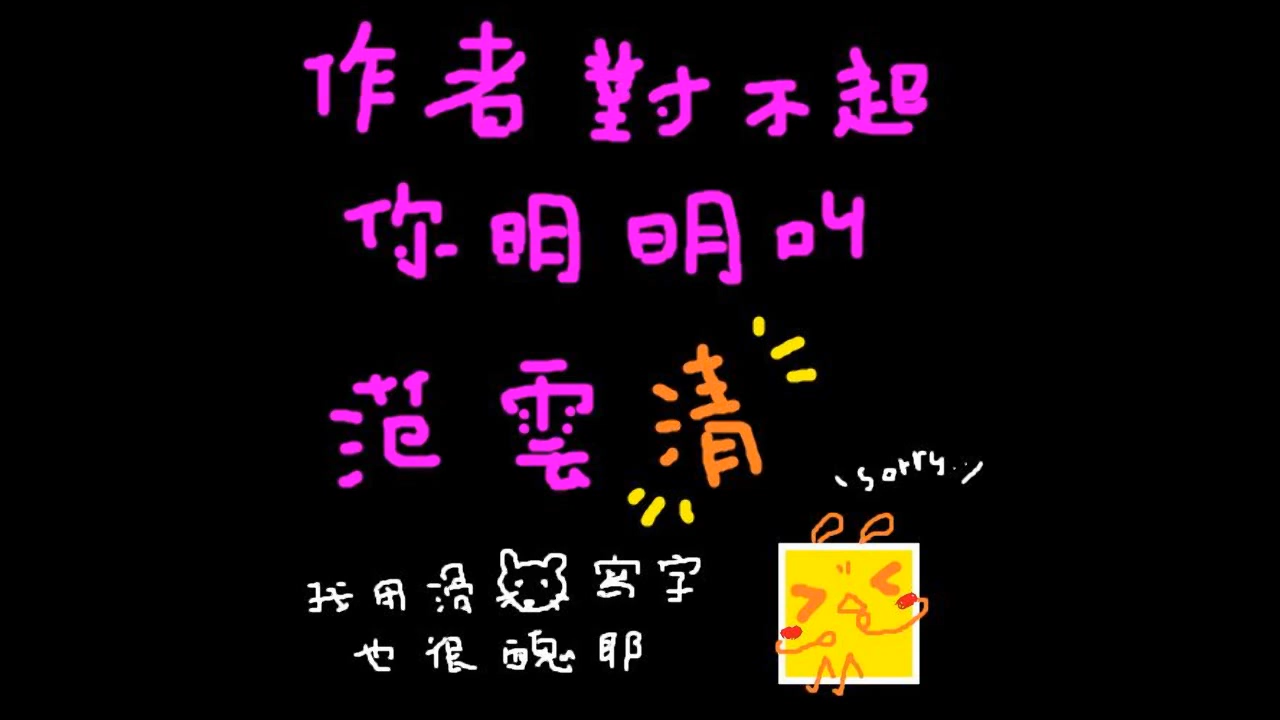 作者對不起
你明明叫
范雲清
\sorry../
我用滑 寫字
也很醜耶